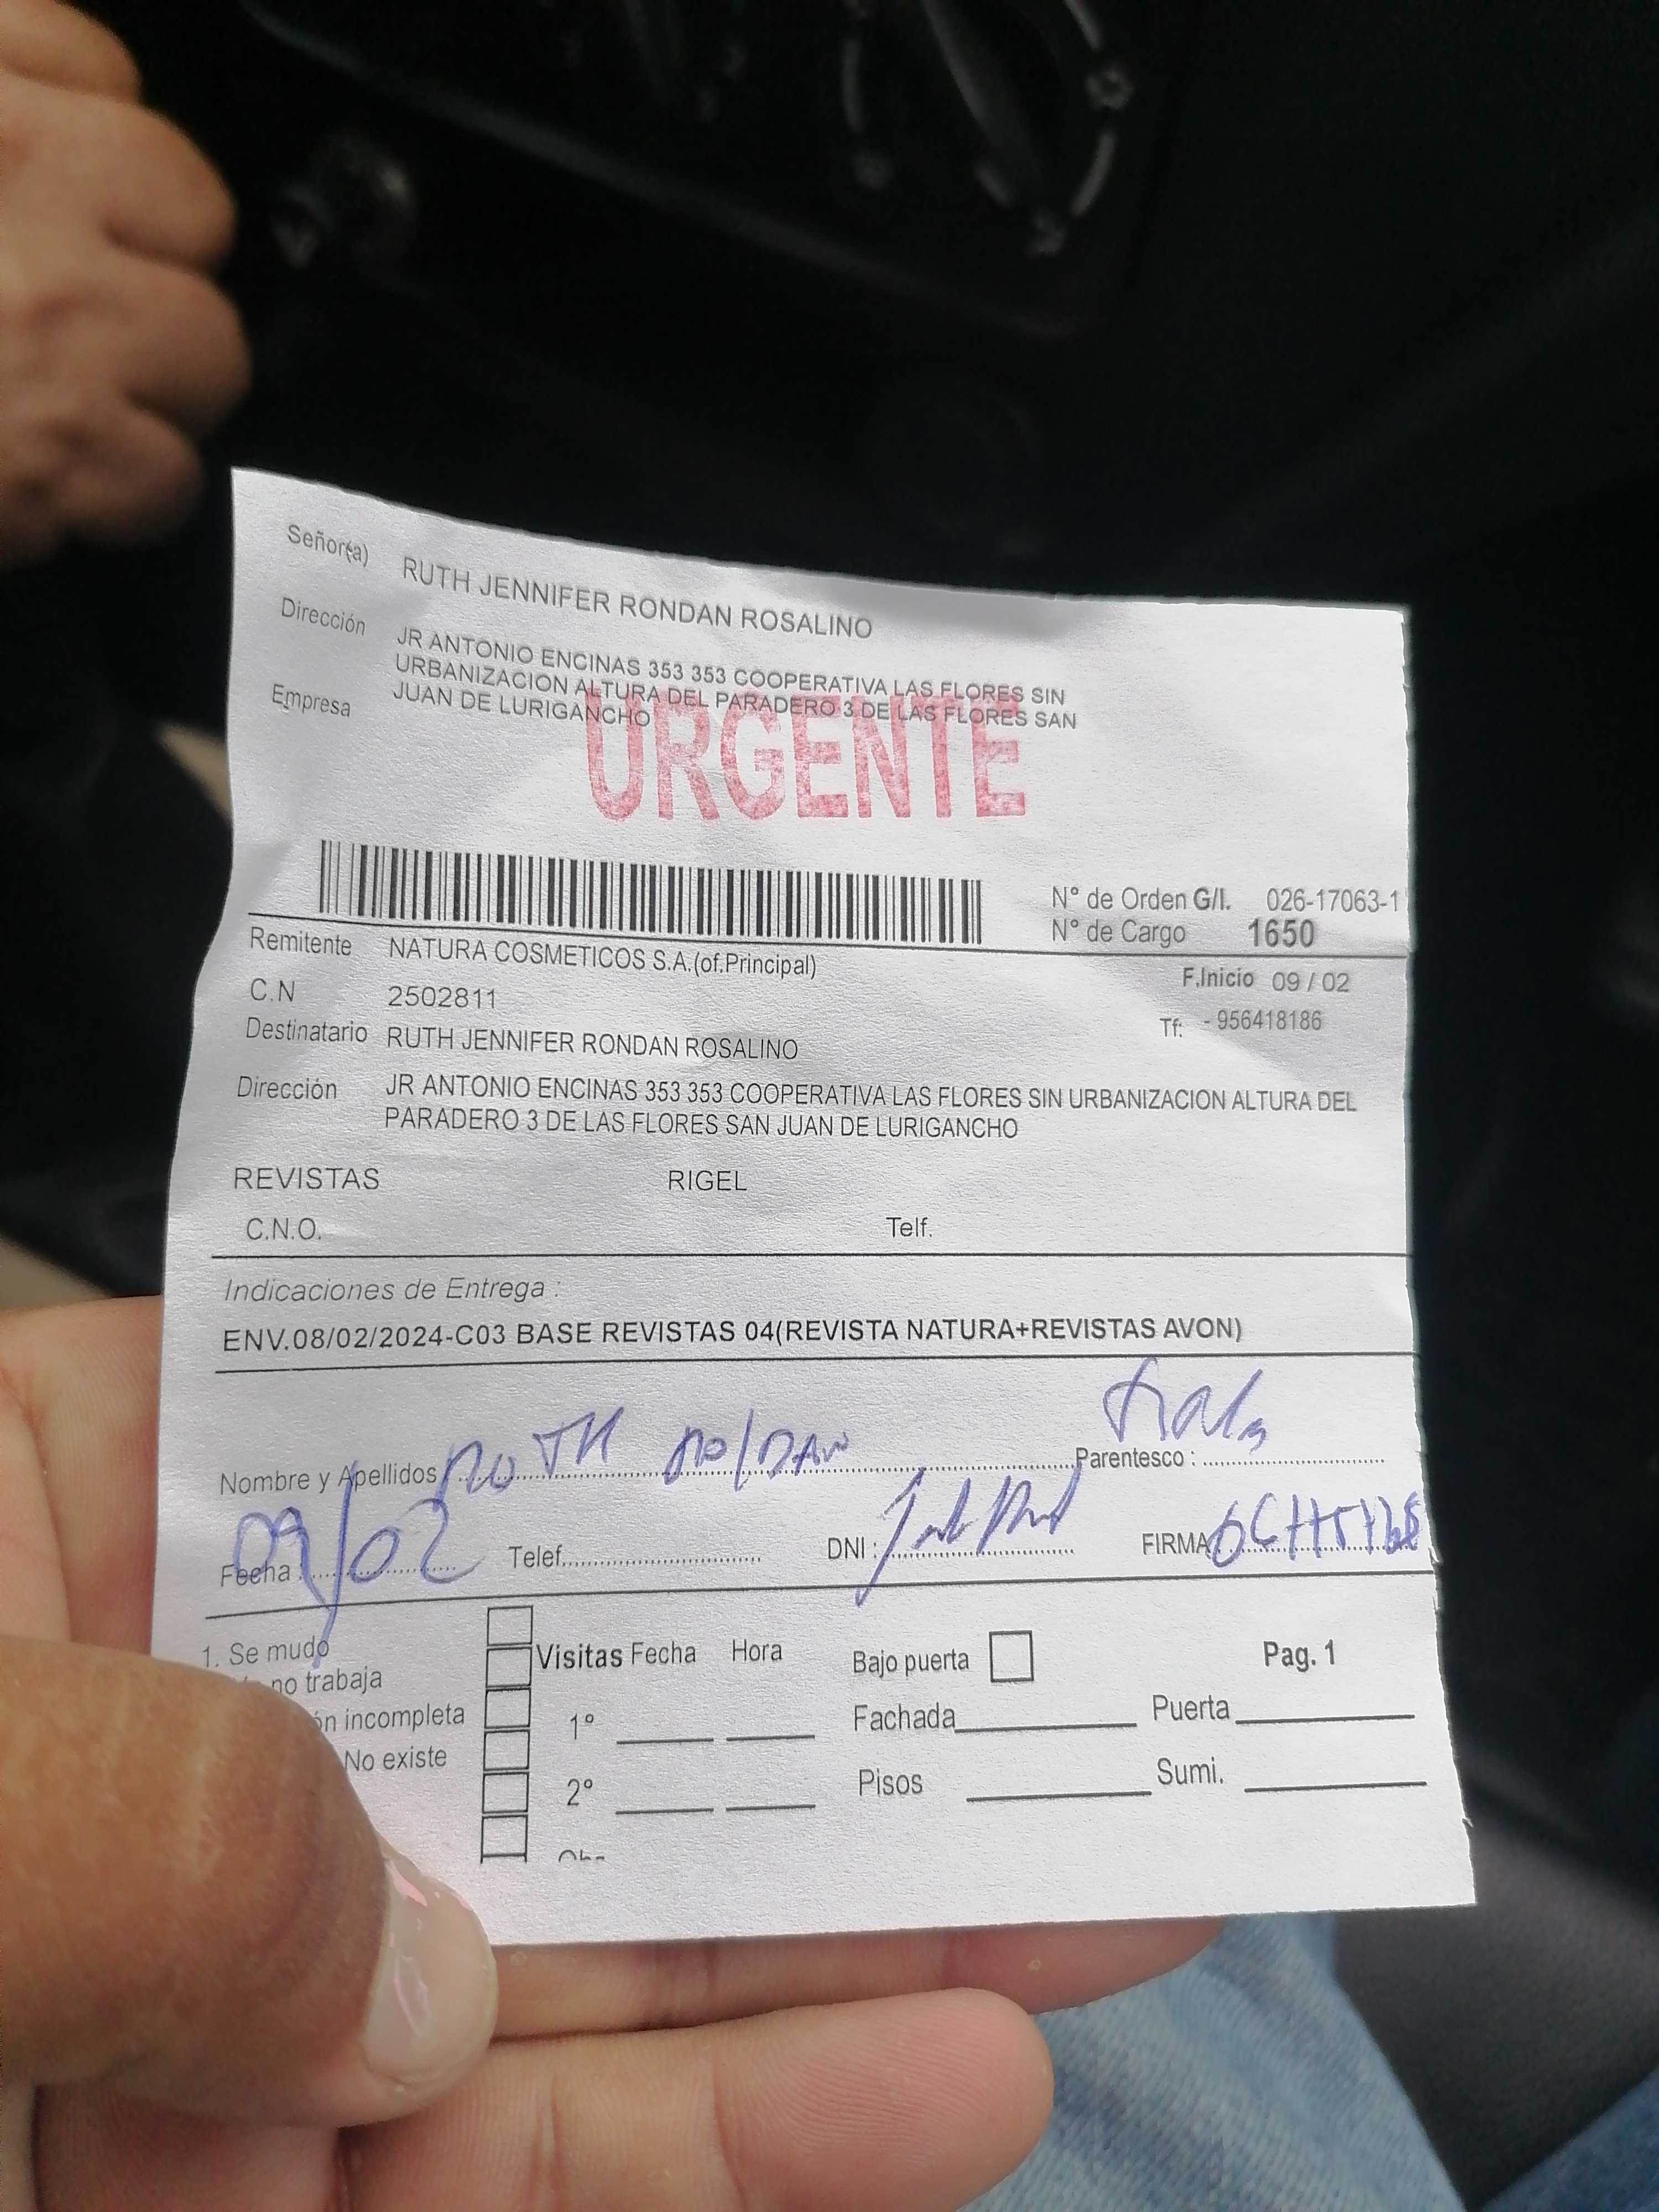 Señor(a) RUTH JENNIFER RONDAN ROSALINO
Dirección JR ANTONIO ENCINAS 353 353 COOPERATIVA LAS FLORES SIN
URBANIZACION ALTURA DEL PARADERO 3 DE LAS FLORES SAN
JUAN DE LURIGANCHO
Empresa
URGENTE
N° de Orden G/I. 026-17063-1
N° de Cargo 1650
Remitente NATURA COSMETICOS S.A.(of.Principal)
F.Inicio 09 / 02
C.N 2502811
Tf: - 956418186
Destinatario RUTH JENNIFER RONDAN ROSALINO
Dirección JR ANTONIO ENCINAS 353 353 COOPERATIVA LAS FLORES SIN URBANIZACION ALTURA DEL
PARADERO 3 DE LAS FLORES SAN JUAN DE LURIGANCHO
REVISTAS RIGEL
C.N.O. Telf.
Indicaciones de Entrega :
ENV.08/02/2024-C03 BASE REVISTAS 04(REVISTA NATURA+REVISTAS AVON)
Nombre y Apellidos Parentesco :
Fecha : 09/02 Telef. DNI : FIRMA
1. Se mudo
no trabaja
incompleta
No existe
Visitas Fecha Hora Bajo puerta Pag. 1
1° Fachada Puerta
2° Pisos Sumi.